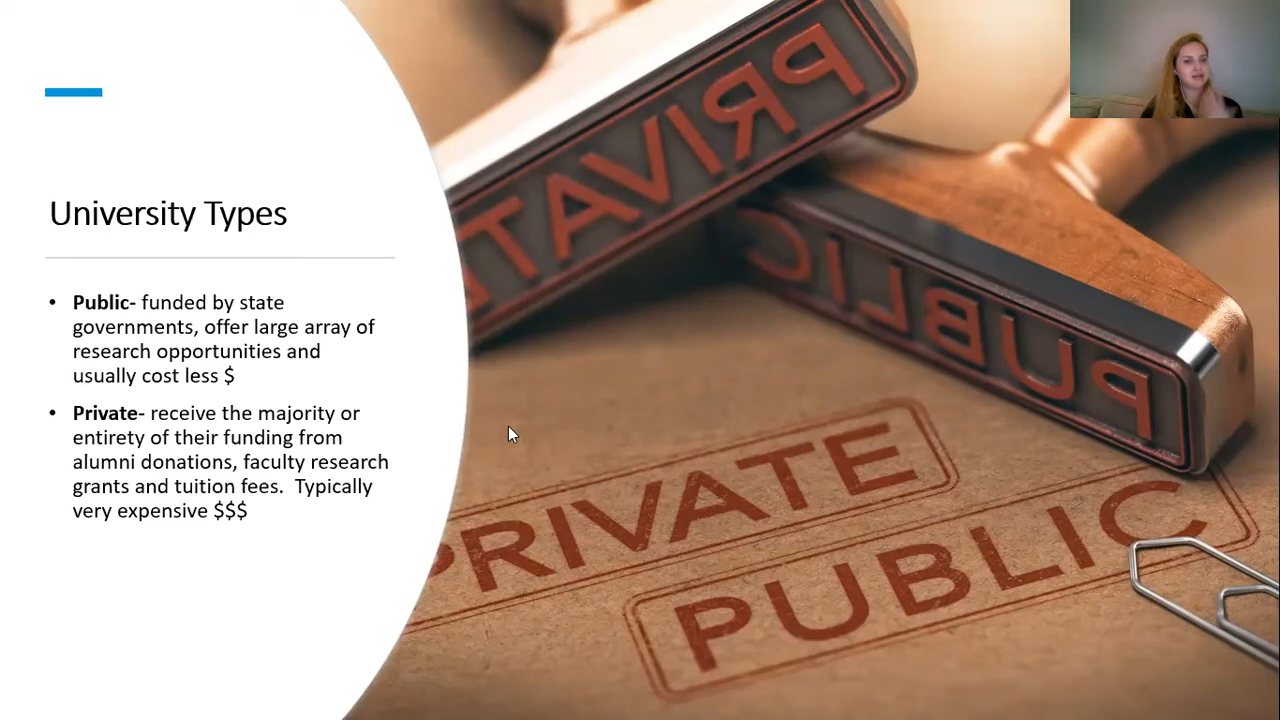 University Types
• Public- funded by state
governments, offer large array of
research opportunities and
usually cost less $
• Private- receive the majority or
entirety of their funding from
alumni donations, faculty research
grants and tuition fees.  Typically
very expensive $$$
PRIVATE
PUBLIC
PRIVATE
PUBLIC